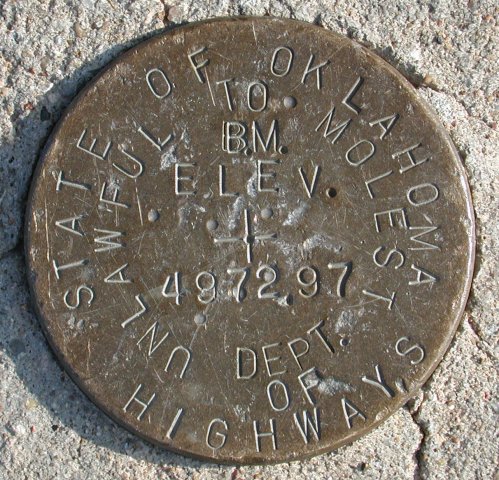 STATE OF OKLAHOMA
UNLAWFUL TO MOLEST
B.M.
ELEV.
4972.97
DEPT.
OF
HIGHWAYS